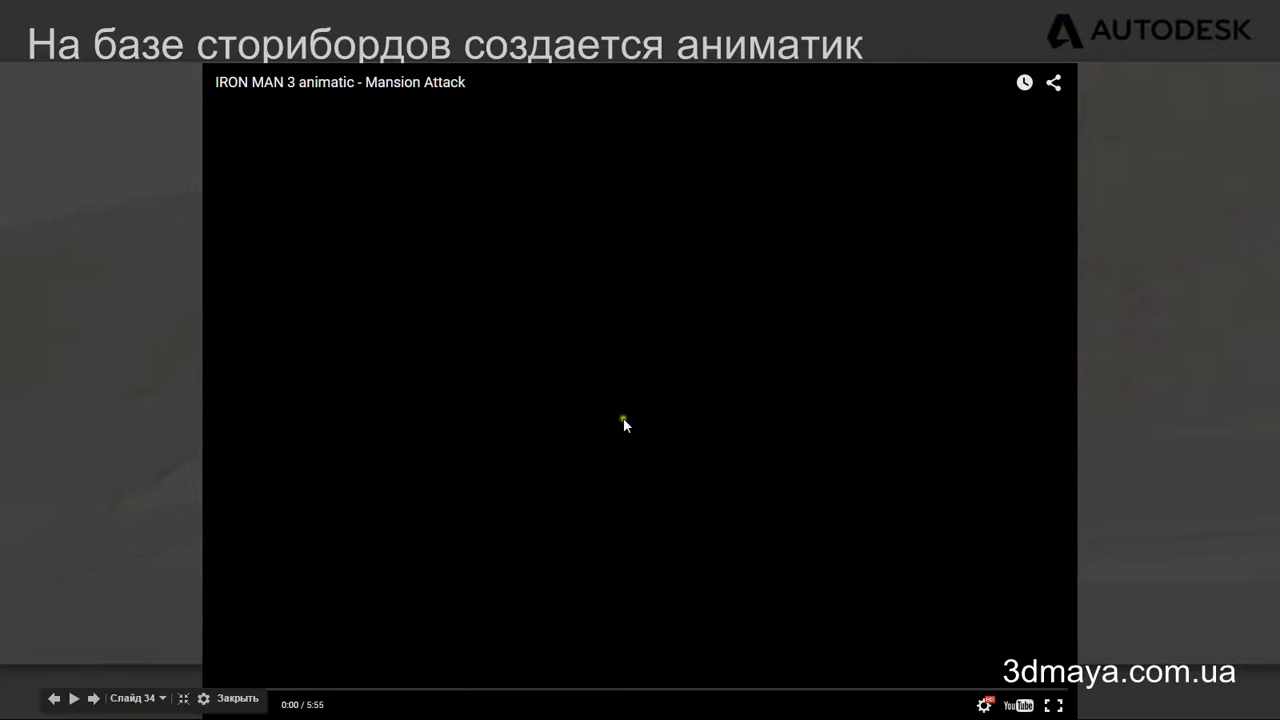 На базе сторибордов создается аниматик
AUTODESK
IRON MAN 3 animatic - Mansion Attack
3dmaya.com.ua
Слайд 34
Закрыть
0:00 / 5:55
HD
YouTube